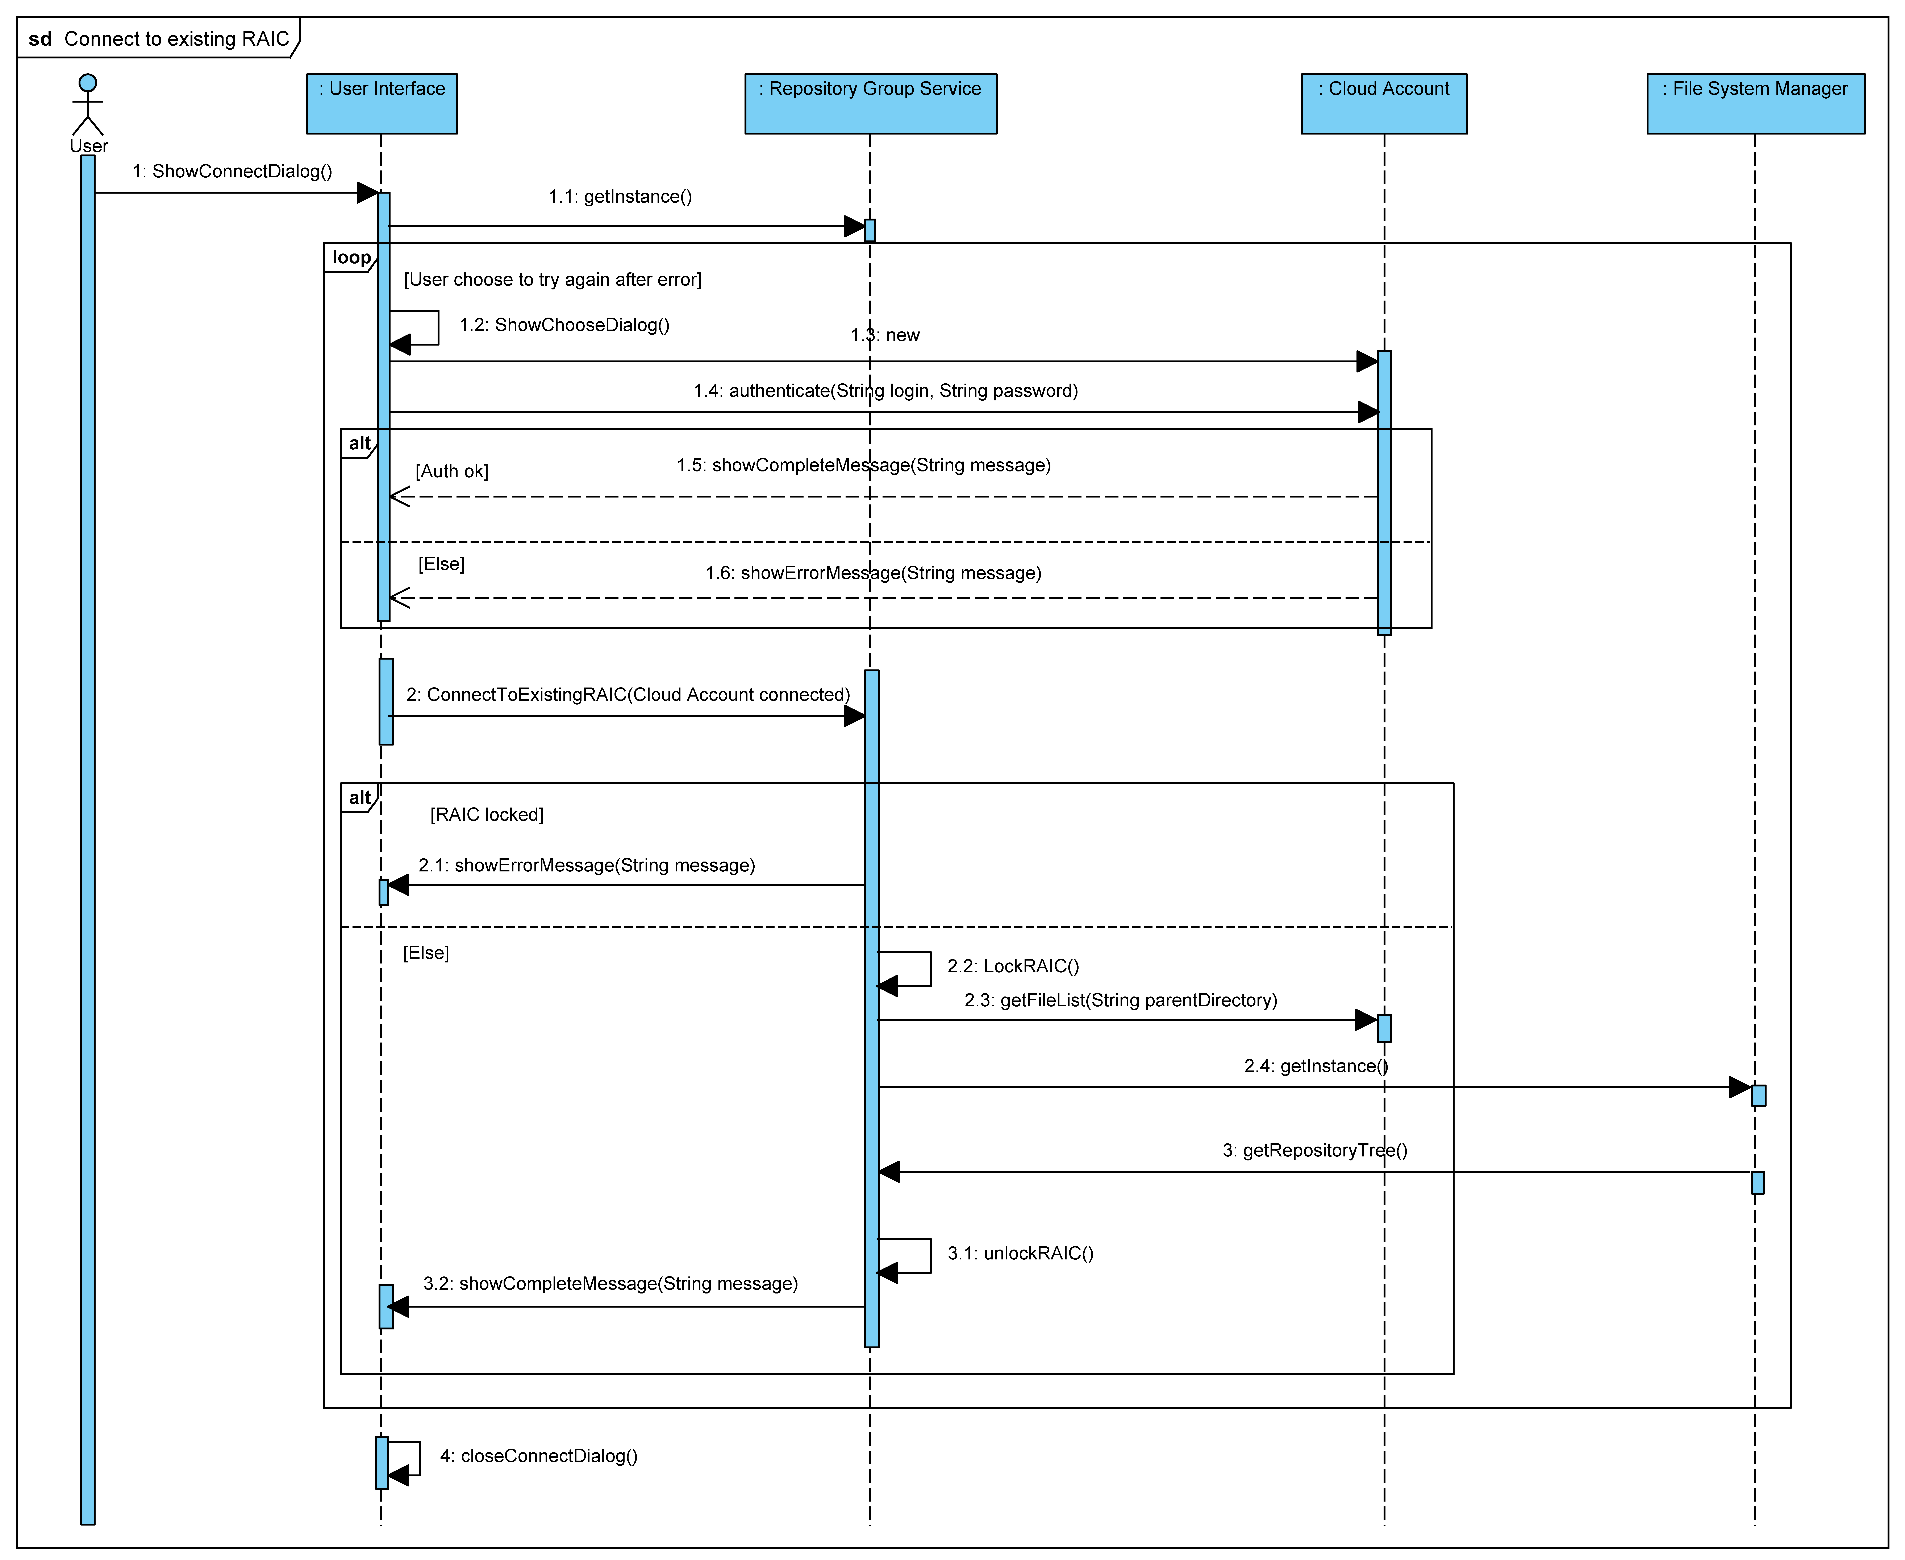 sd Connect to existing RAIC
User
: User Interface
: Repository Group Service
: Cloud Account
: File System Manager
1: ShowConnectDialog()
1.1: getInstance()
loop
[User choose to try again after error]
1.2: ShowChooseDialog()
1.3: new
1.4: authenticate(String login, String password)
alt
[Auth ok]
1.5: showCompleteMessage(String message)
[Else]
1.6: showErrorMessage(String message)
2: ConnectToExistingRAIC(Cloud Account connected)
alt
[RAIC locked]
2.1: showErrorMessage(String message)
[Else]
2.2: LockRAIC()
2.3: getFileList(String parentDirectory)
2.4: getInstance()
3: getRepositoryTree()
3.1: unlockRAIC()
3.2: showCompleteMessage(String message)
4: closeConnectDialog()